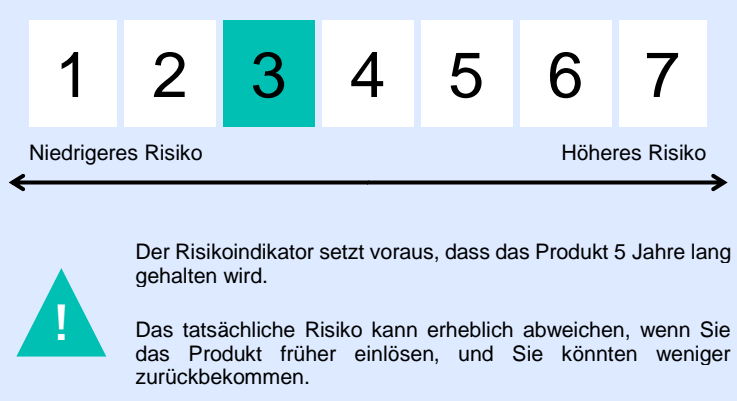 1 2 3 4 5 6 7
Niedrigeres Risiko Höheres Risiko
Der Risikoindikator setzt voraus, dass das Produkt 5 Jahre lang
gehalten wird.
!
Das tatsächliche Risiko kann erheblich abweichen, wenn Sie
das Produkt früher einlösen, und Sie könnten weniger
zurückbekommen.